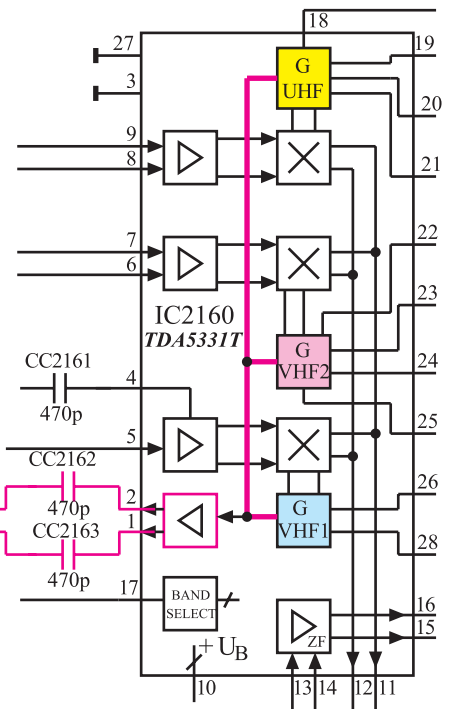 18
27
G
UHF
19
3
20
9
8
21
7
6
22
IC2160
TDA5331T
23
CC2161
4
G
VHF2
24
470p
25
5
CC2162
2
470p
CC2163
1
470p
G
VHF1
26
28
17
BAND
SELECT
ZF
16
15
+UB
10
13
14
12
11